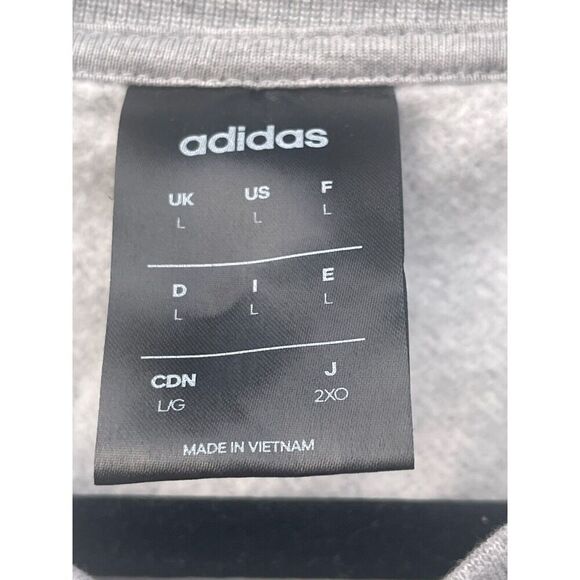 adidas
UK US F
L L L
D I E
L L L
CDN J
L/G 2XO
MADE IN VIETNAM